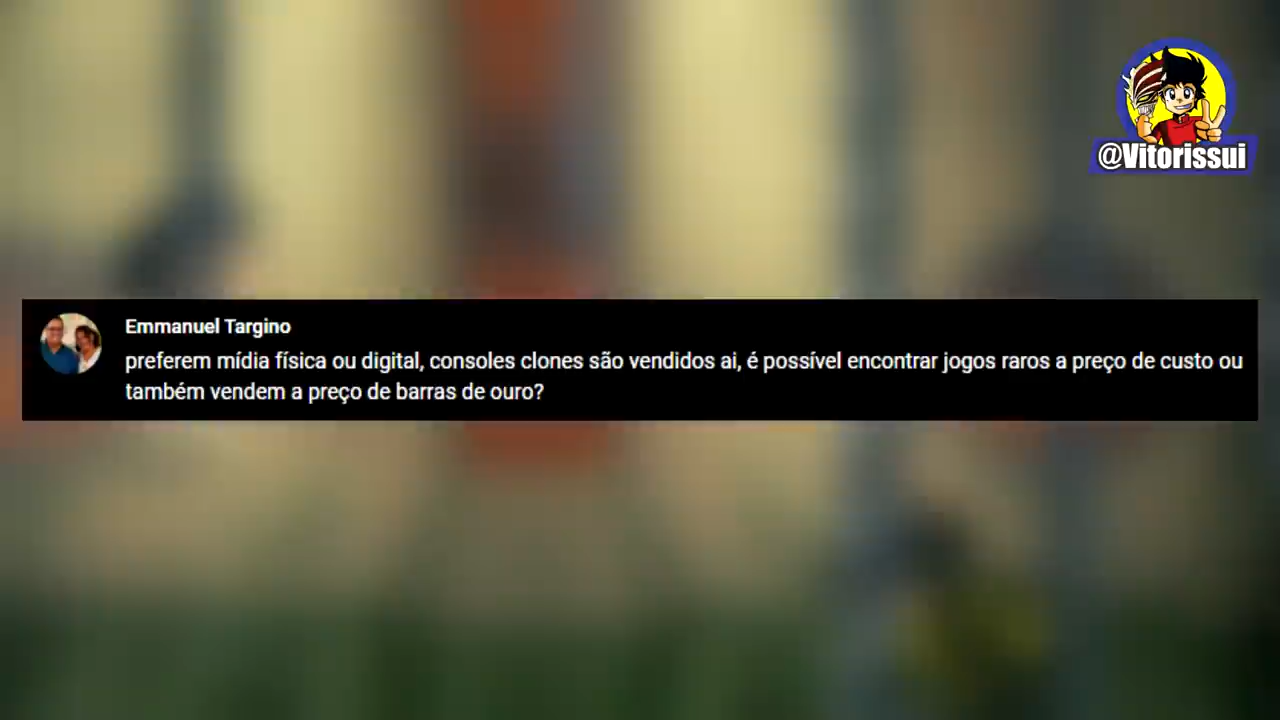 @Vitorissui
Emmanuel Targino
preferem mídia física ou digital, consoles clones são vendidos ai, é possível encontrar jogos raros a preço de custo ou
também vendem a preço de barras de ouro?